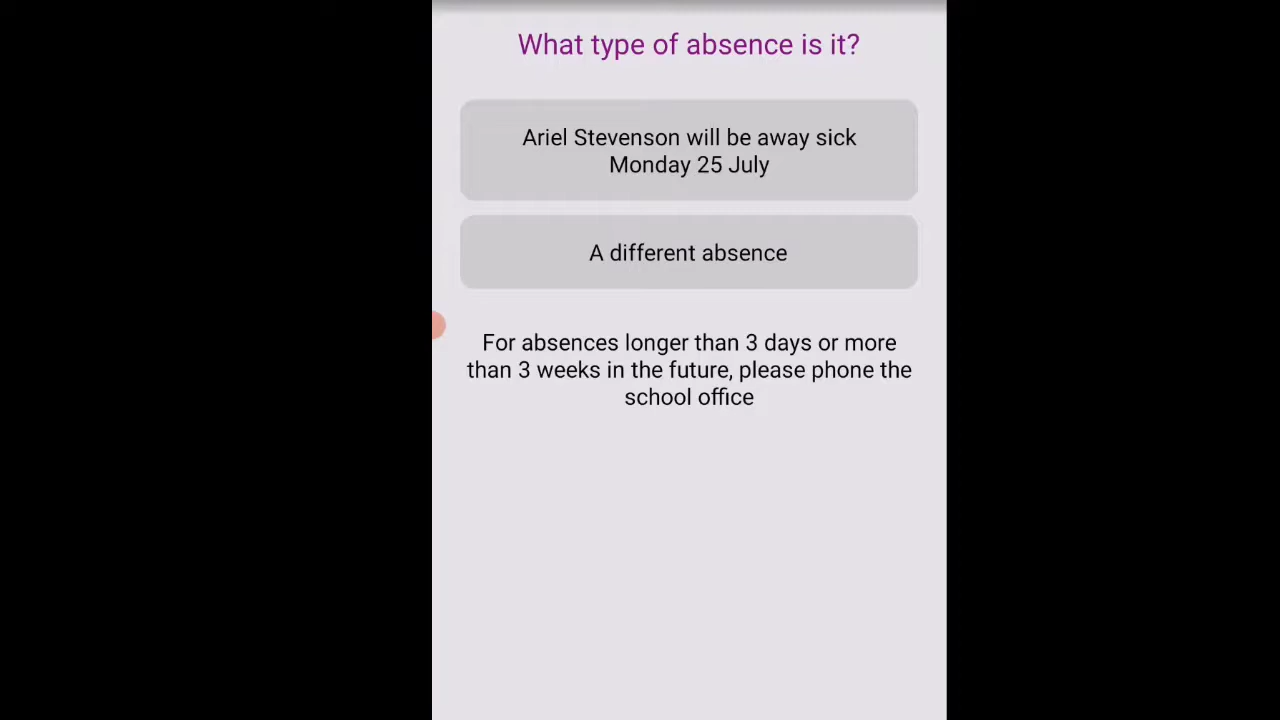 What type of absence is it?
Ariel Stevenson will be away sick
Monday 25 July
A different absence
For absences longer than 3 days or more
than 3 weeks in the future, please phone the
school office